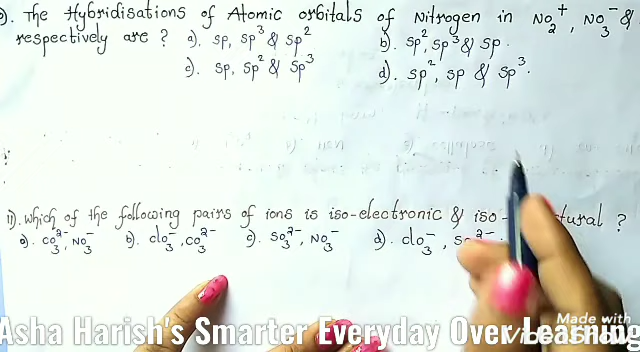 ). The Hybridisations of Atomic orbitals of Nitrogen in NO₂⁺, NO₃⁻ &
respectively are ? a). sp, sp³ & sp² b). sp², sp³ & sp.
c). sp, sp² & sp³ d). sp², sp & sp³.
11). which of the following pairs of ions is iso-electronic & iso-tural ?
a). CO₃²⁻, NO₃⁻ b). clO₃⁻, CO₃²⁻ c). SO₃²⁻, NO₃⁻ d). clO₃⁻,
Made with
Asha Harish's Smarter Everyday Over Learning